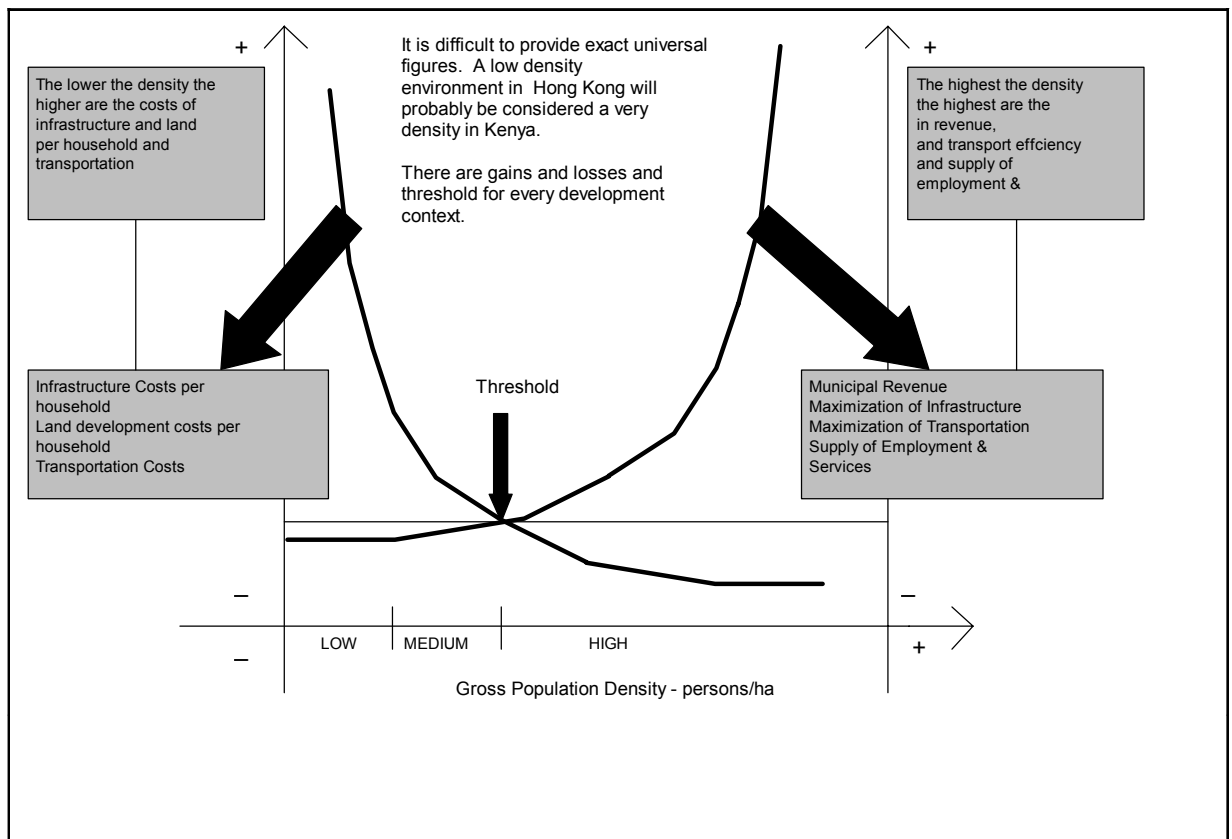 +
The lower the density the
higher are the costs of
infrastructure and land
per household and
transportation
It is difficult to provide exact universal
figures. A low density
environment in Hong Kong will
probably be considered a very
density in Kenya.
There are gains and losses and
threshold for every development
context.
+
The highest the density
the highest are the
in revenue,
and transport effciency
and supply of
employment &
Infrastructure Costs per
household
Land development costs per
household
Transportation Costs
Threshold
Municipal Revenue
Maximization of Infrastructure
Maximization of Transportation
Supply of Employment &
Services
–
–
LOW MEDIUM HIGH
–
+
Gross Population Density - persons/ha